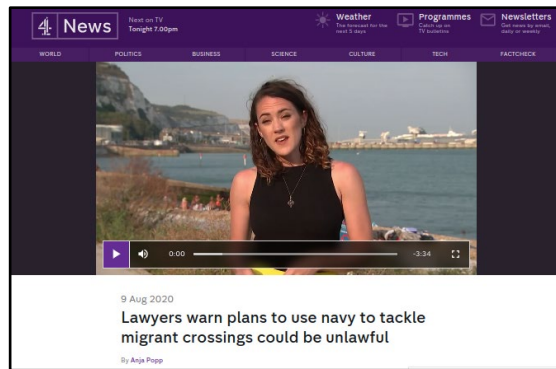 4 News
Next on TV
Tonight 7.00pm
Weather
The forecast for the
next 5 days
Programmes
Catch up on
TV bulletins
Newsletters
Get news by email,
daily or weekly
WORLD POLITICS BUSINESS SCIENCE CULTURE TECH FACTCHECK
0:00 -3:34
9 Aug 2020
Lawyers warn plans to use navy to tackle
migrant crossings could be unlawful
By Anja Popp